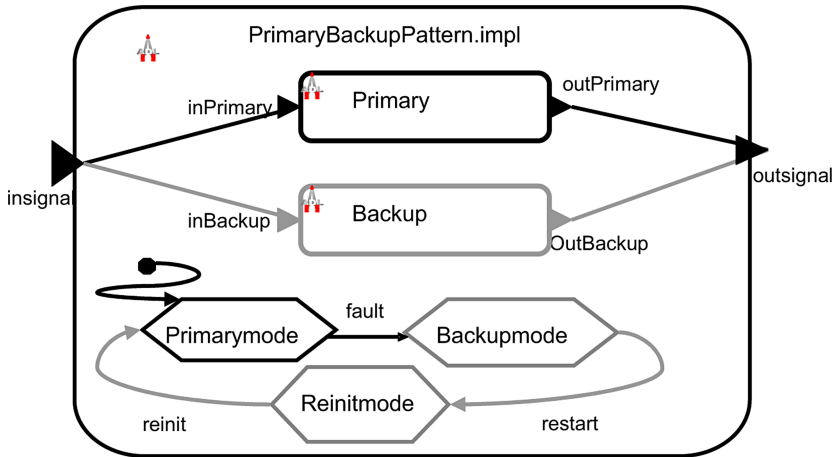 PrimaryBackupPattern.impl
outPrimary
inPrimary
Primary
insignal
outsignal
inBackup
Backup
OutBackup
fault
Primarymode
Backupmode
Reinitmode
reinit
restart